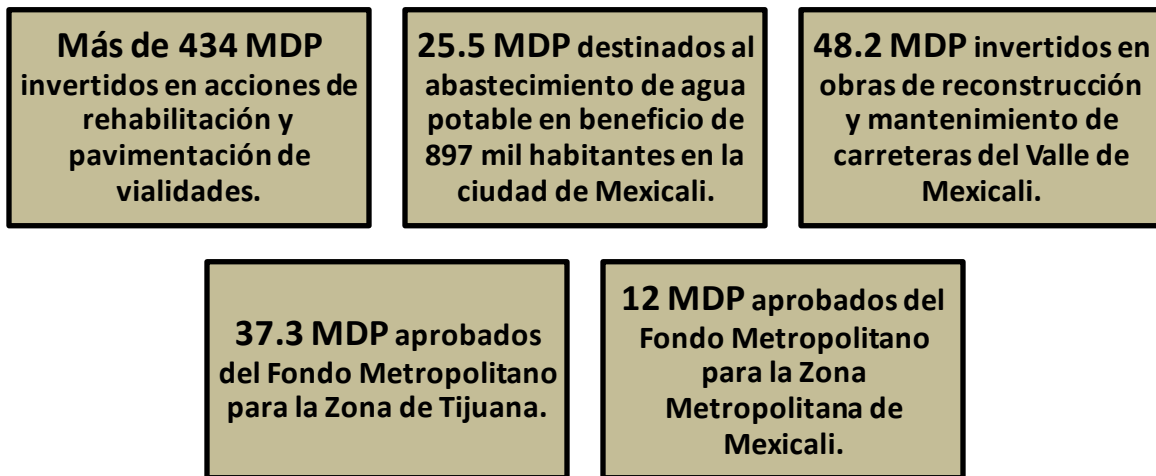 Más de 434 MDP
invertidos en acciones de
rehabilitación y
pavimentación de
vialidades.
25.5 MDP destinados al
abastecimiento de agua
potable en beneficio de
897 mil habitantes en la
ciudad de Mexicali.
48.2 MDP invertidos en
obras de reconstrucción
y mantenimiento de
carreteras del Valle de
Mexicali.
37.3 MDP aprobados
del Fondo Metropolitano
para la Zona de Tijuana.
12 MDP aprobados del
Fondo Metropolitano
para la Zona
Metropolitana de
Mexicali.